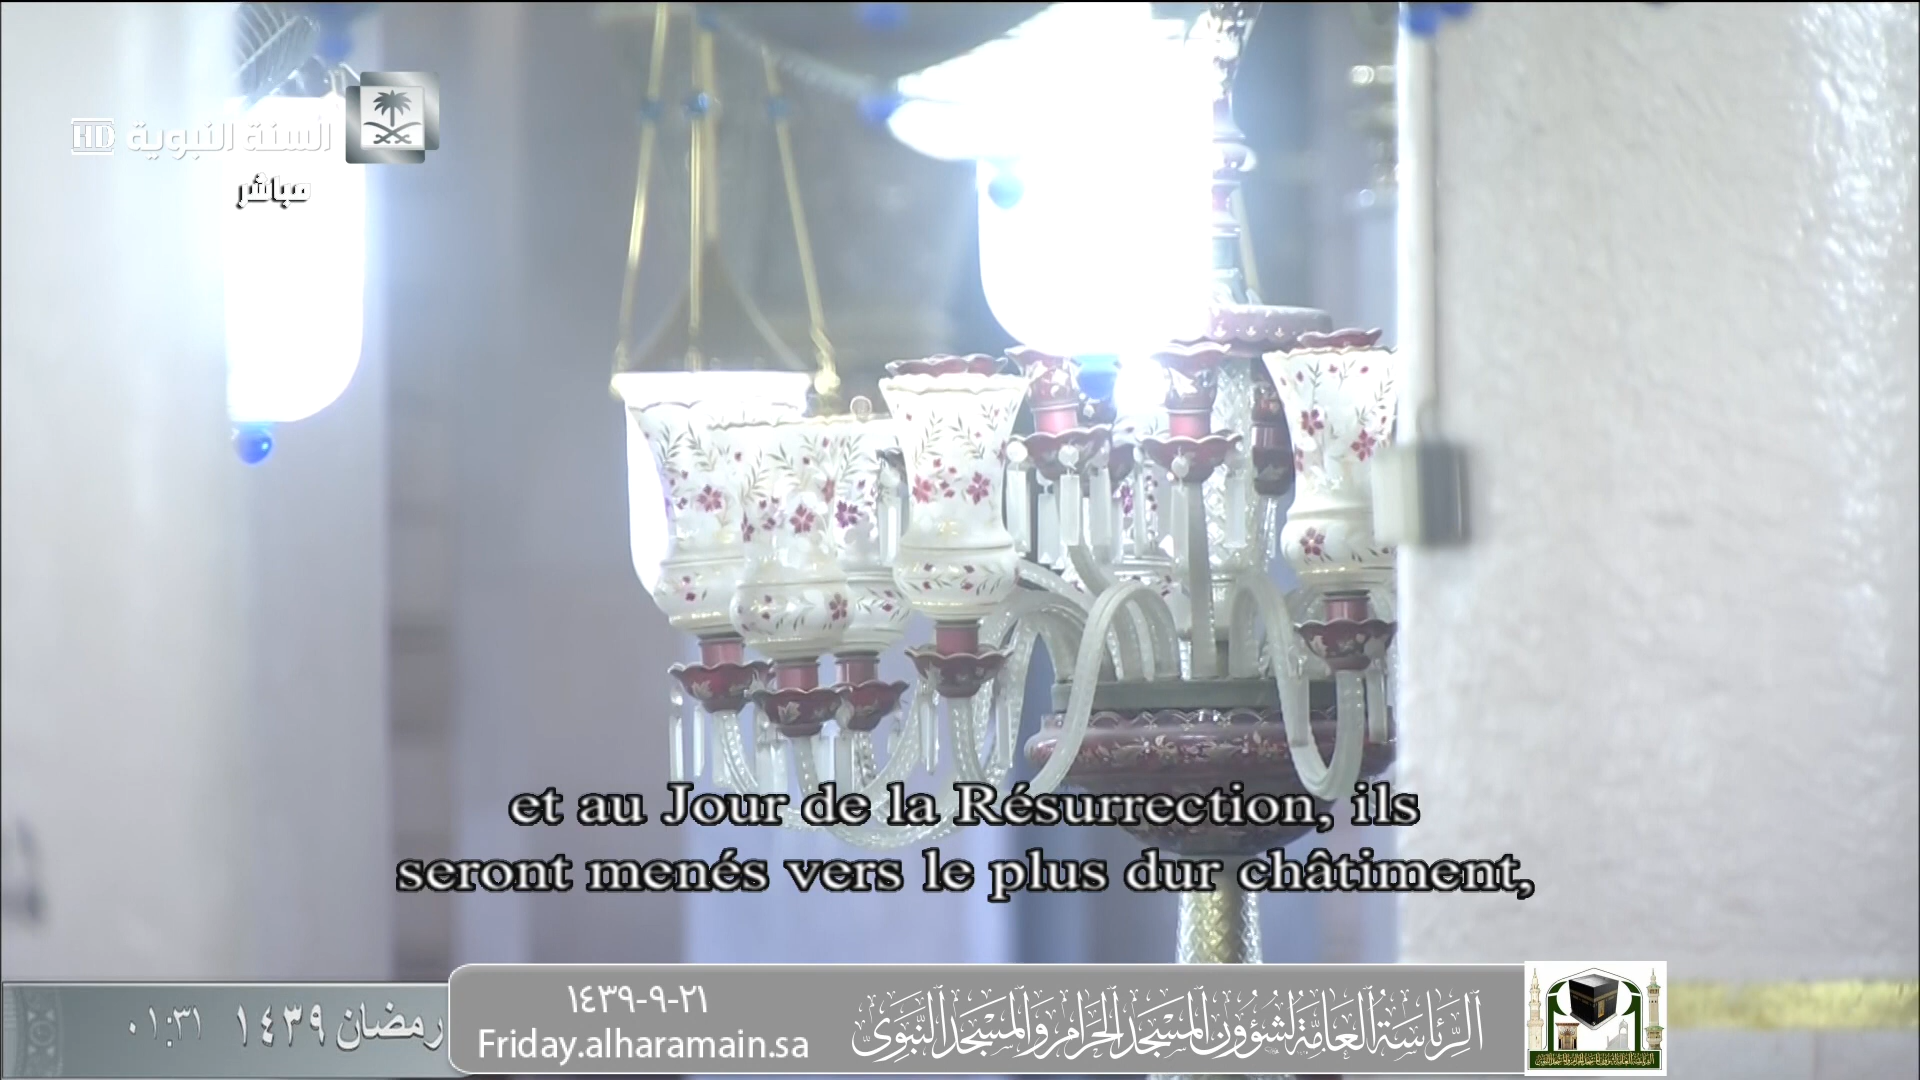 السنة النبوية HD
مباشر
et au Jour de la Résurrection, ils
seront menés vers le plus dur châtiment,
٠١:٣١ رمضان ١٤٣٩
١٤٣٩-٩-٢١
Friday.alharamain.sa
الرئاسة العامة لشؤون المسجد الحرام والمسجد النبوي